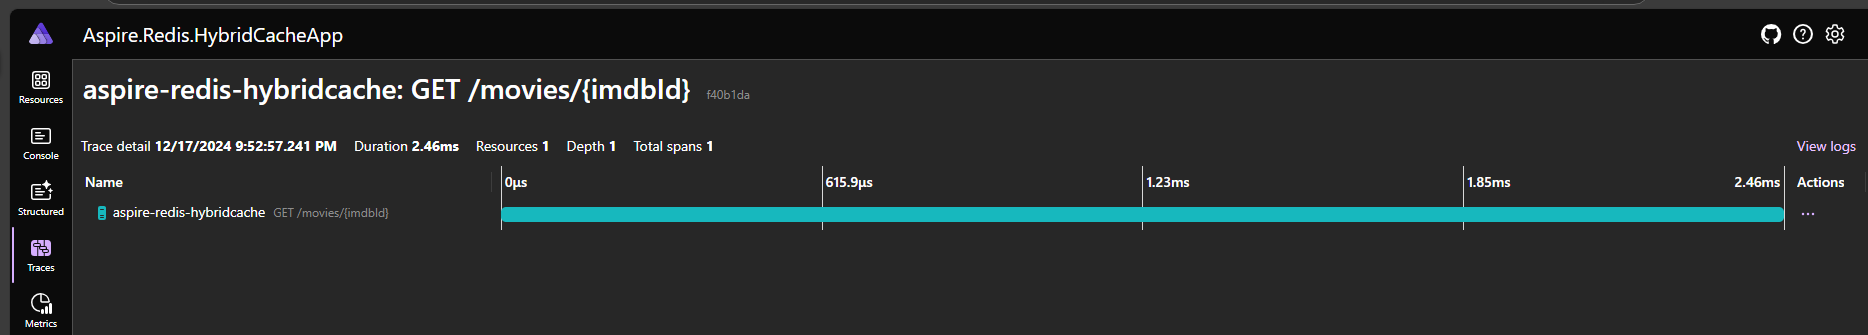 Aspire.Redis.HybridCacheApp
Resources
Console
Structured
Traces
Metrics
aspire-redis-hybridcache: GET /movies/{imdbId} f40b1da
Trace detail 12/17/2024 9:52:57.241 PM Duration 2.46ms Resources 1 Depth 1 Total spans 1 View logs
Name 0μs 615.9μs 1.23ms 1.85ms 2.46ms Actions
aspire-redis-hybridcache GET /movies/{imdbId} ...